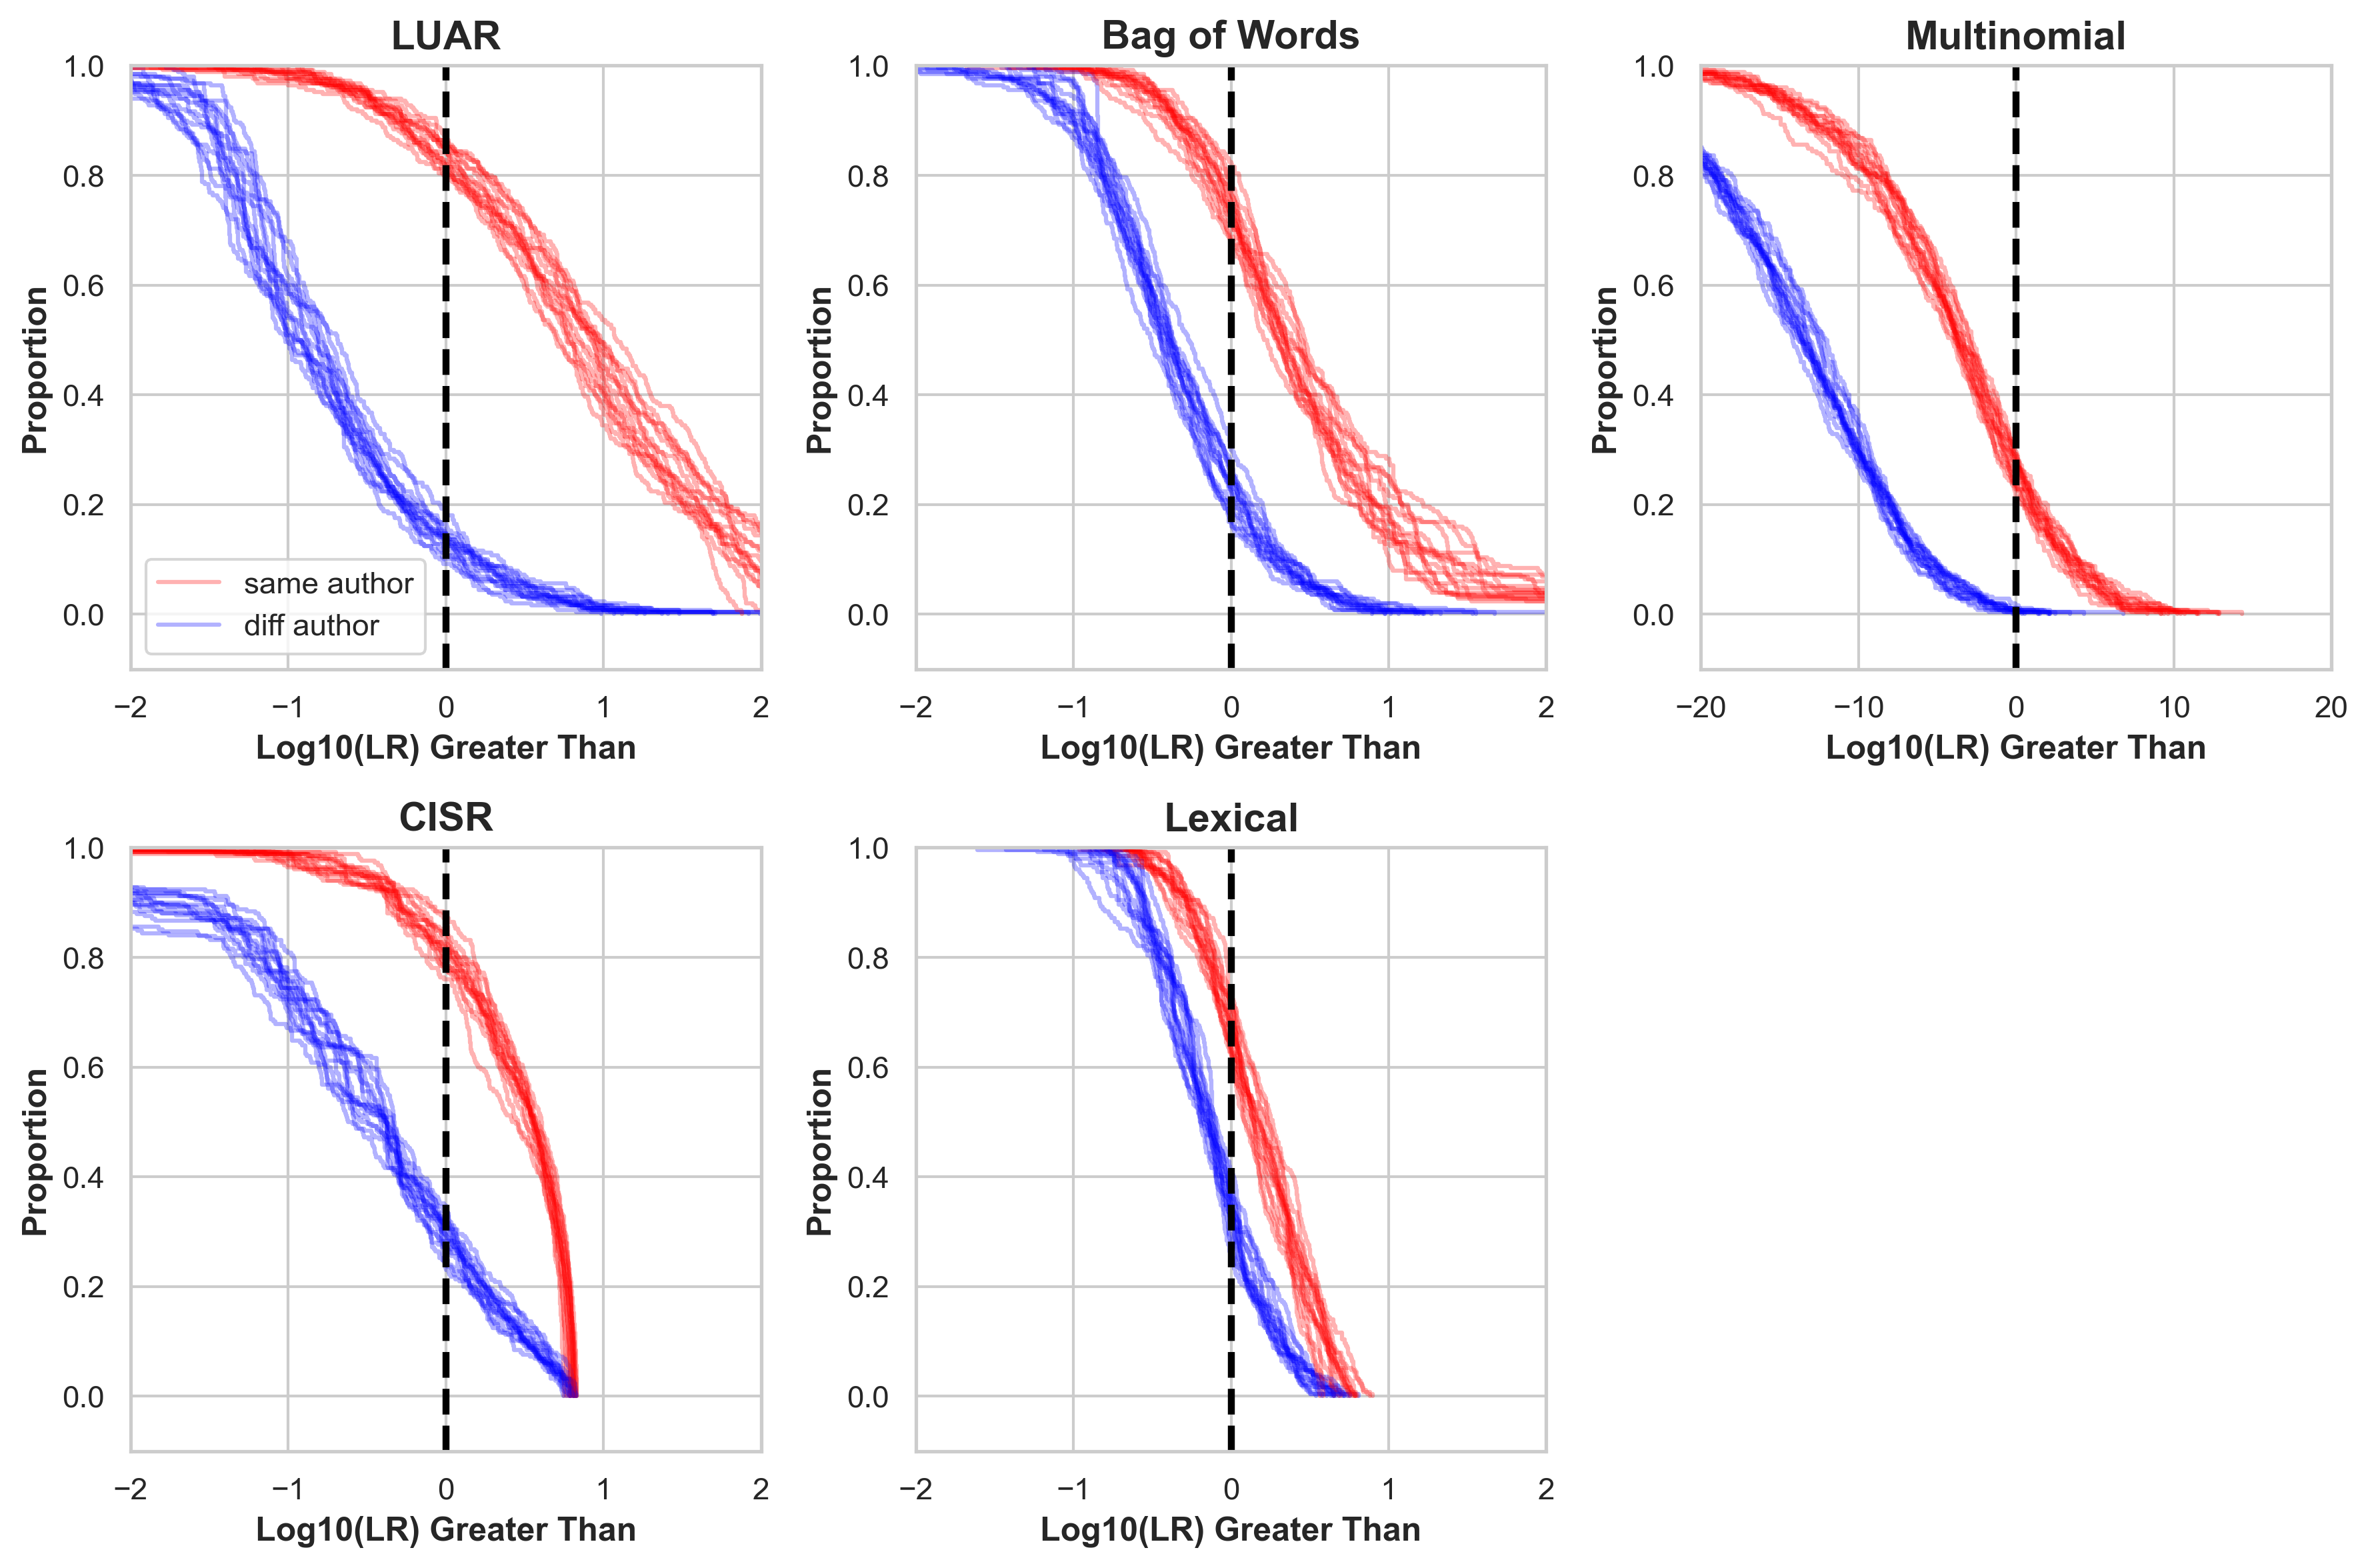 LUAR
1.0
0.8
0.6
0.4
0.2
0.0
Proportion
same author
diff author
−2 −1 0 1 2
Log10(LR) Greater Than
Bag of Words
1.0
0.8
0.6
0.4
0.2
0.0
Proportion
−2 −1 0 1 2
Log10(LR) Greater Than
Multinomial
1.0
0.8
0.6
0.4
0.2
0.0
Proportion
−20 −10 0 10 20
Log10(LR) Greater Than
CISR
1.0
0.8
0.6
0.4
0.2
0.0
Proportion
−2 −1 0 1 2
Log10(LR) Greater Than
Lexical
1.0
0.8
0.6
0.4
0.2
0.0
Proportion
−2 −1 0 1 2
Log10(LR) Greater Than